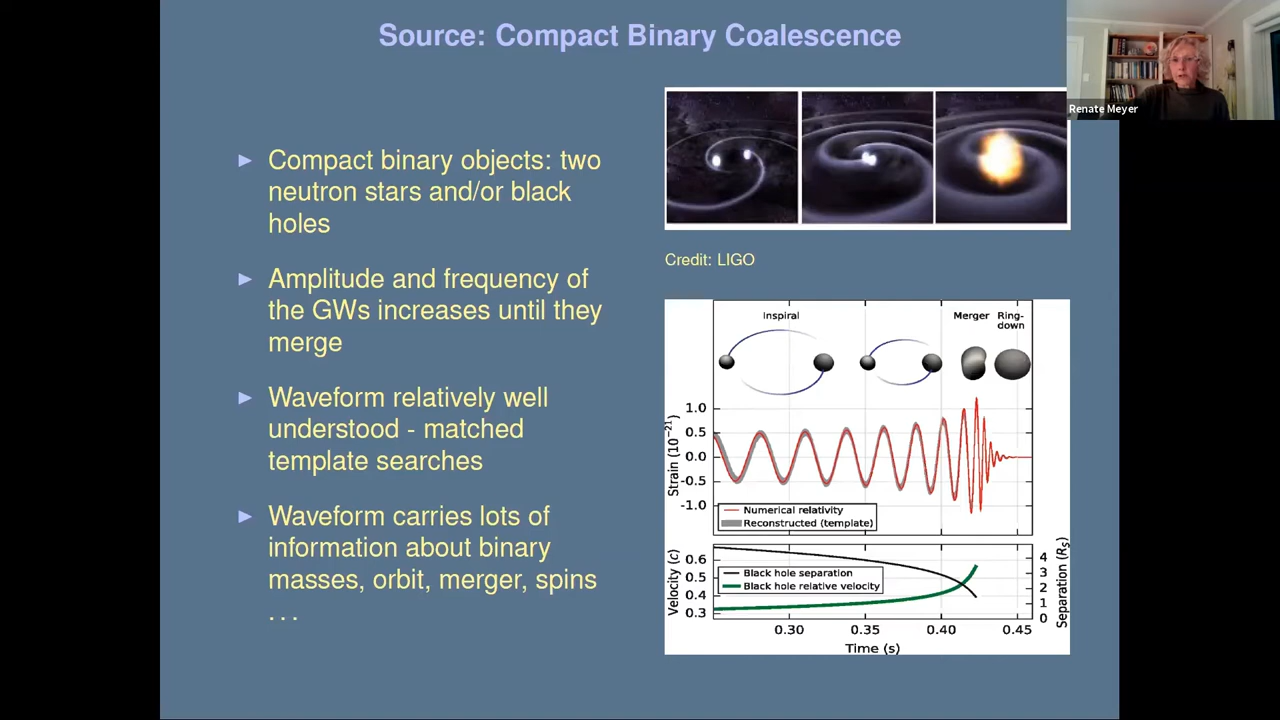 Source: Compact Binary Coalescence
Renate Meyer
► Compact binary objects: two
neutron stars and/or black
holes
► Amplitude and frequency of
the GWs increases until they
merge
► Waveform relatively well
understood - matched
template searches
► Waveform carries lots of
information about binary
masses, orbit, merger, spins
...
Credit: LIGO
Inspiral
Merger
Ring-
down
Strain (10⁻²¹)
1.0
0.5
0.0
-0.5
-1.0
Numerical relativity
Reconstructed (template)
Velocity (c)
0.6
0.5
0.4
0.3
Black hole separation
Black hole relative velocity
4
3
2
1
0
Separation (R_S)
0.30 0.35 0.40 0.45
Time (s)